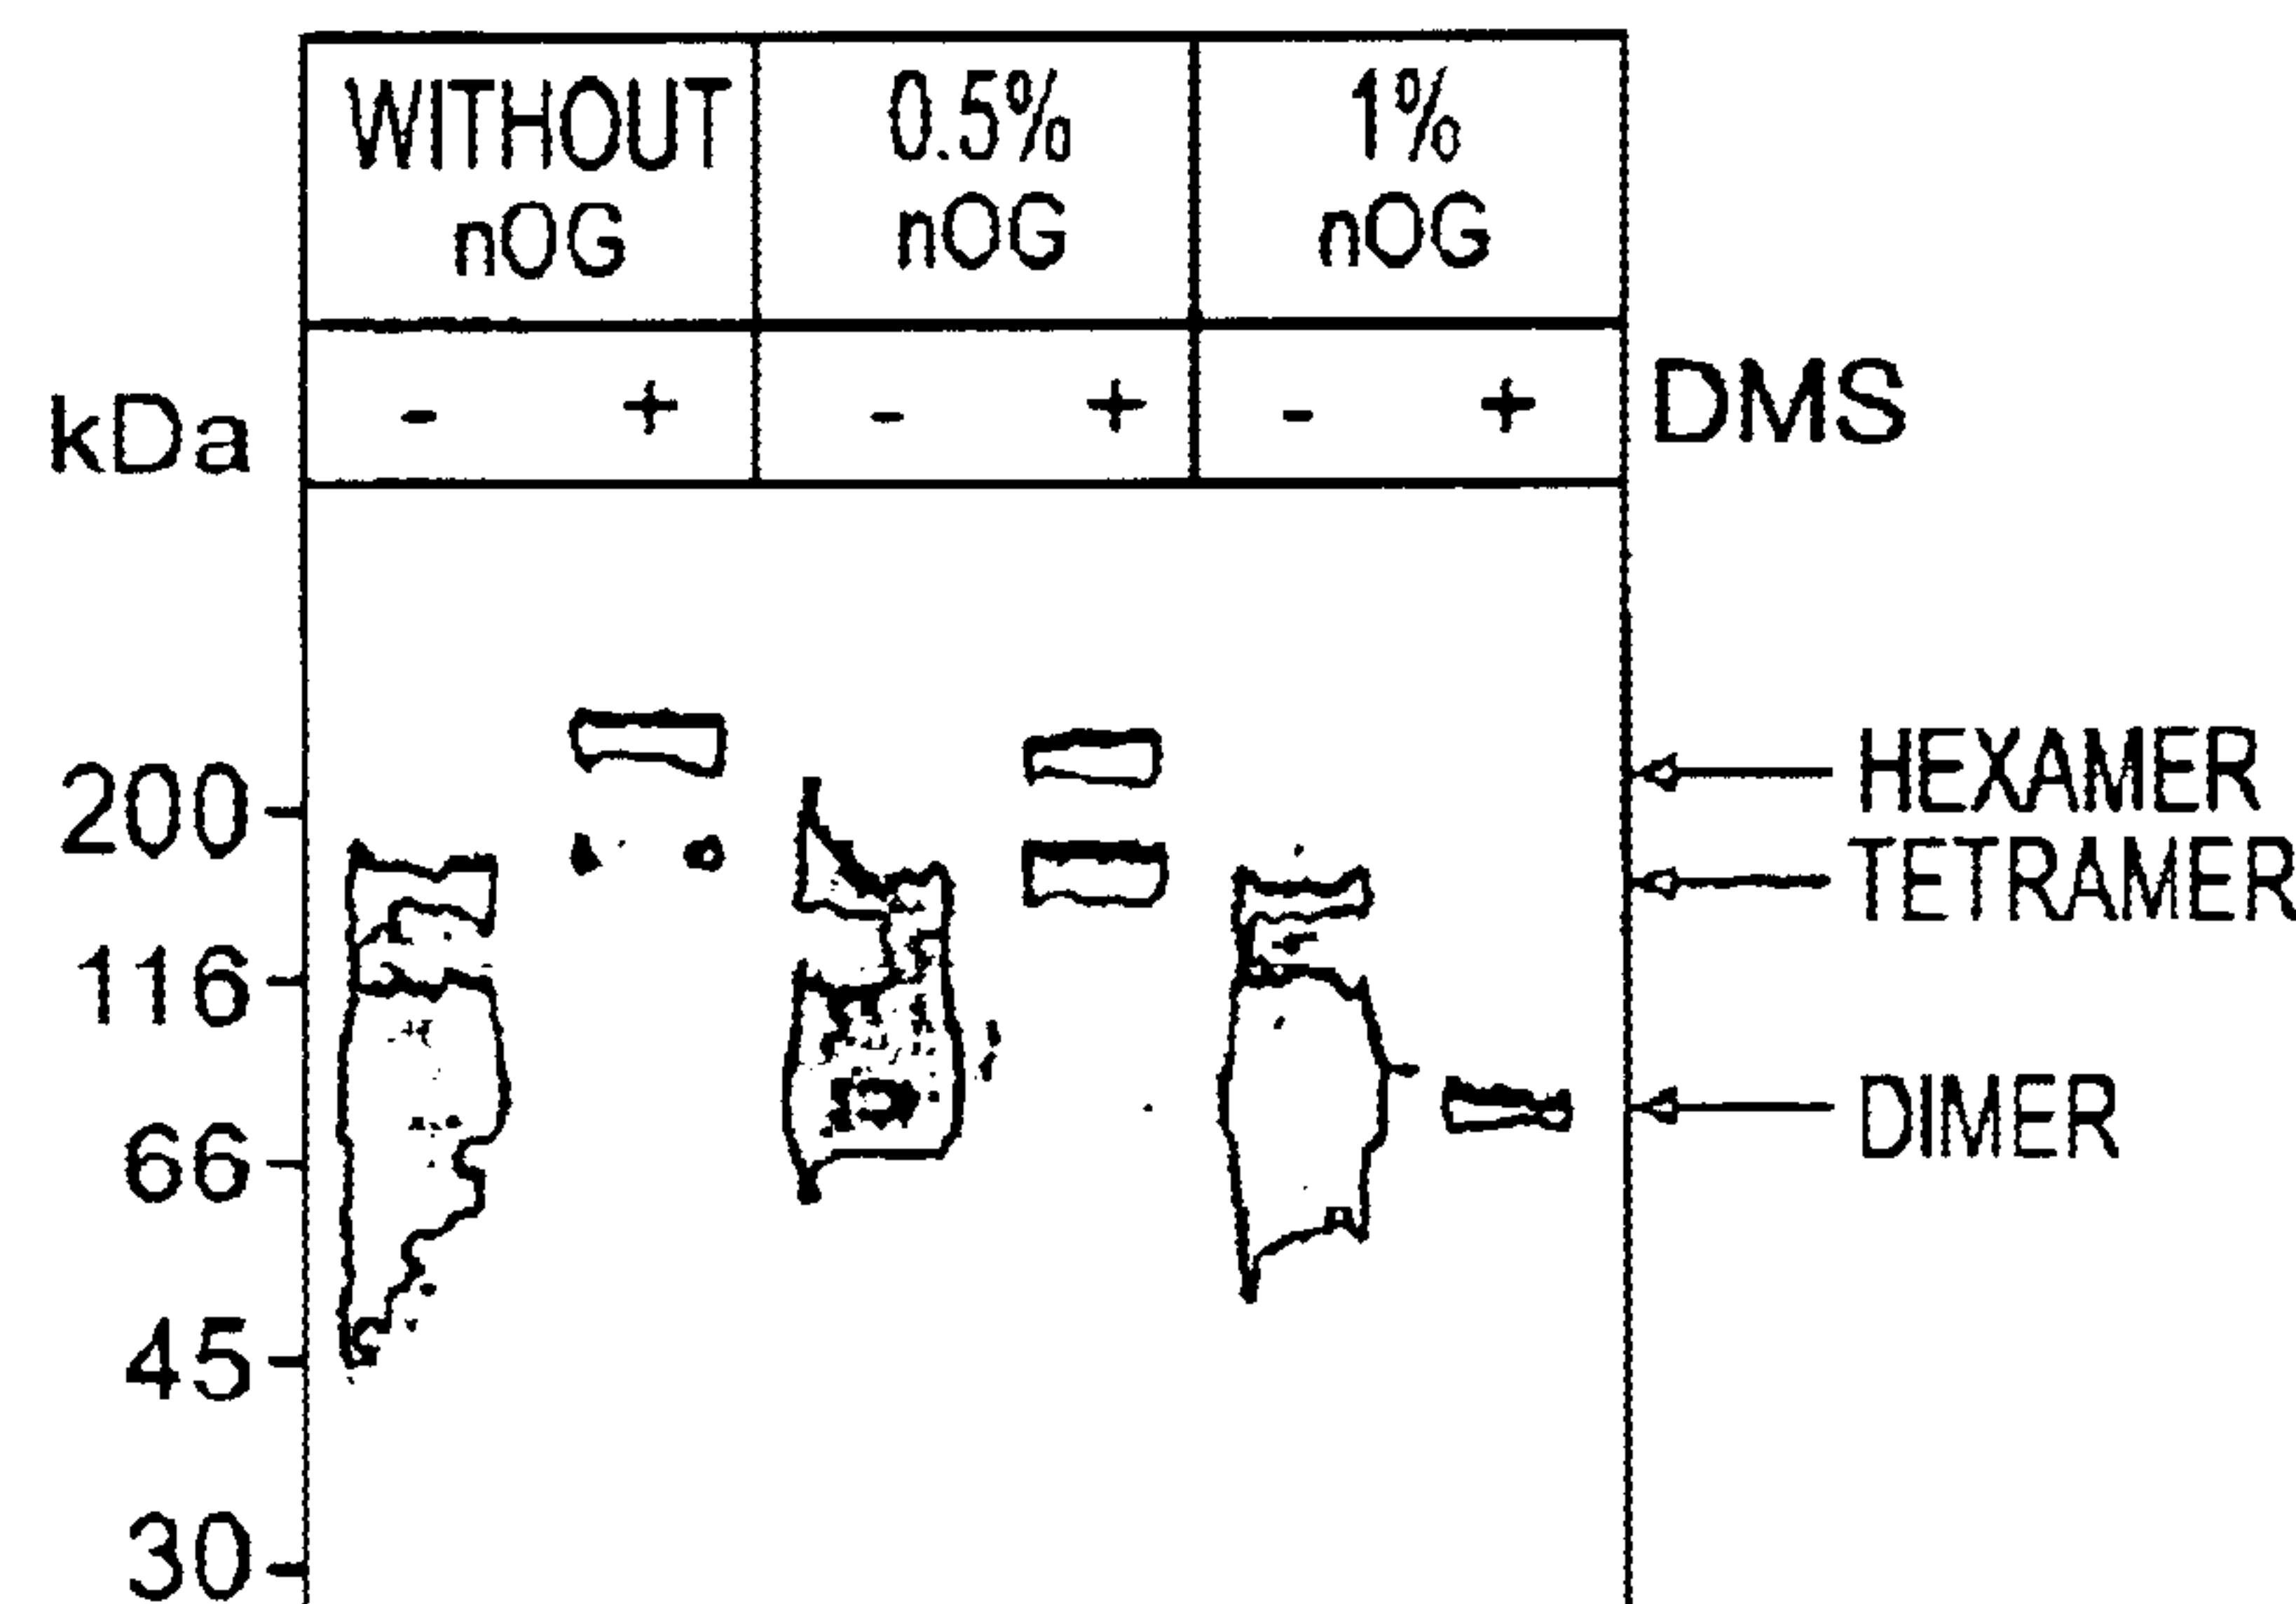 WITHOUT nOG 0.5% nOG 1% nOG
kDa - + - + - + DMS
200
116
66
45
30
HEXAMER
TETRAMER
DIMER